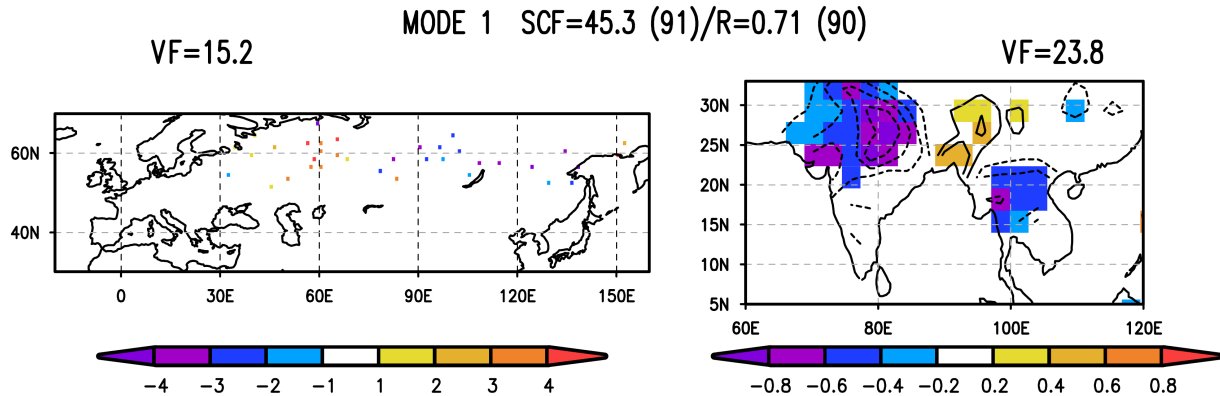 MODE 1 SCF=45.3 (91)/R=0.71 (90)
VF=15.2
VF=23.8
60N
40N
0 30E 60E 90E 120E 150E
30N
25N
20N
15N
10N
5N
60E 80E 100E 120E
−4 −3 −2 −1 1 2 3 4
−0.8 −0.6 −0.4 −0.2 0.2 0.4 0.6 0.8